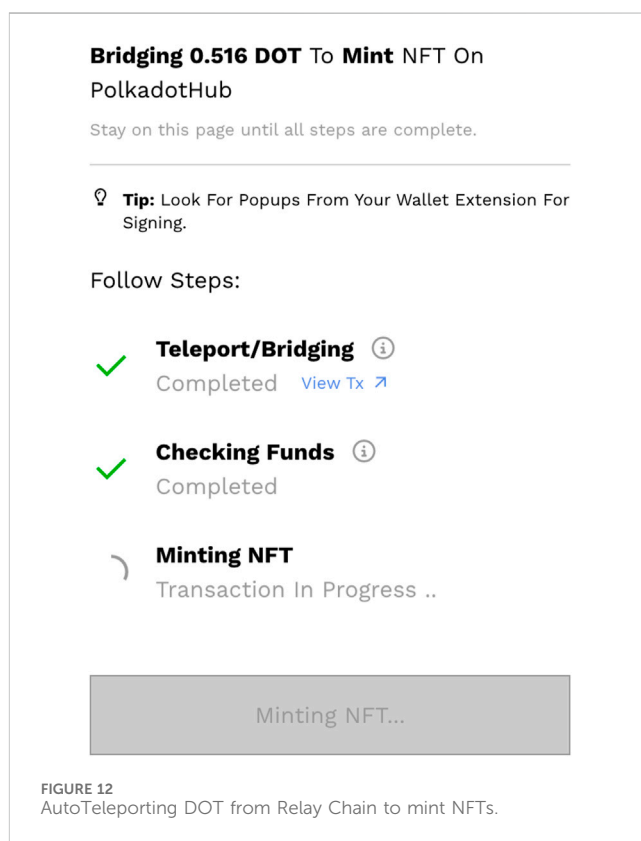 Bridging 0.516 DOT To Mint NFT On
PolkadotHub
Stay on this page until all steps are complete.
Tip: Look For Popups From Your Wallet Extension For
Signing.
Follow Steps:
Teleport/Bridging
Completed View Tx
Checking Funds
Completed
Minting NFT
Transaction In Progress ..
Minting NFT...
FIGURE 12
AutoTeleporting DOT from Relay Chain to mint NFTs.